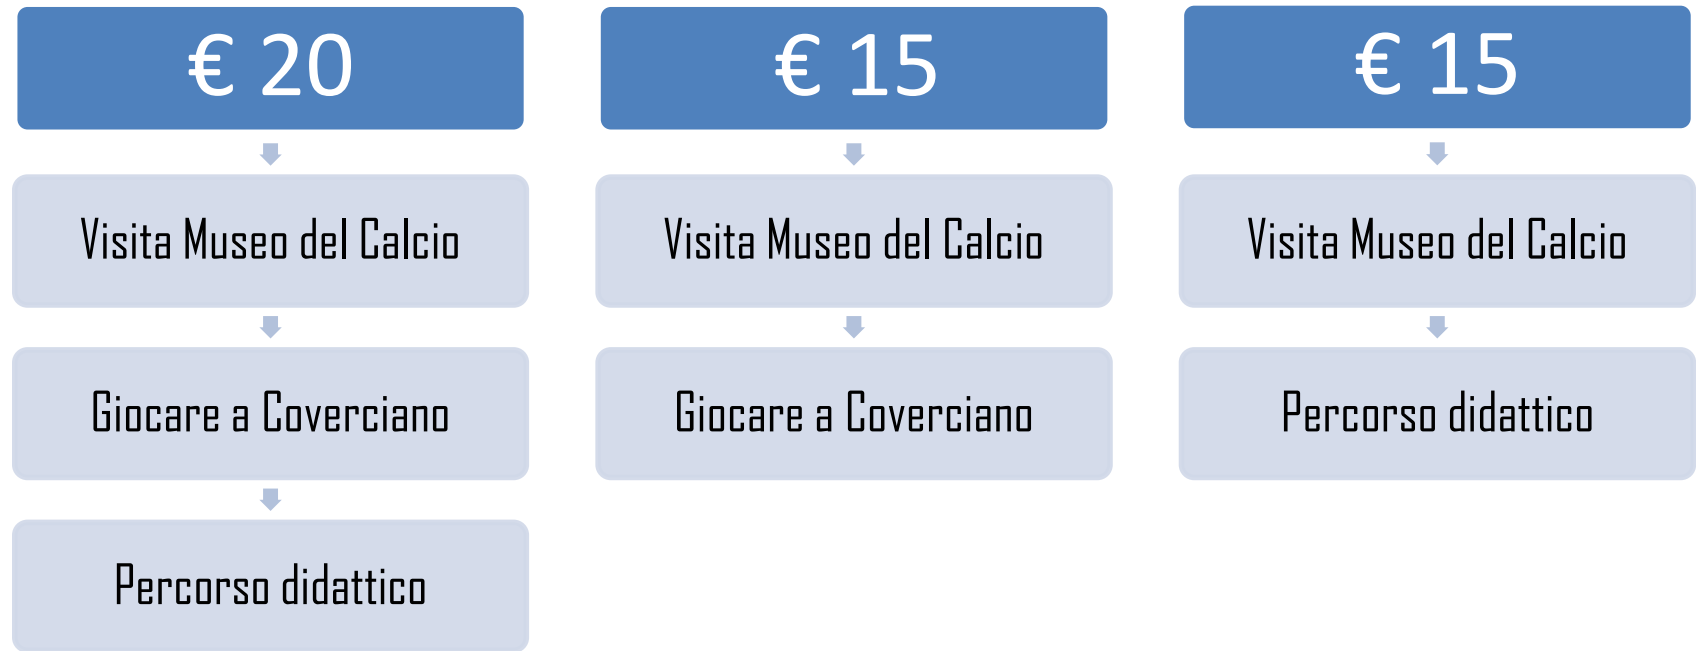 € 20
Visita Museo del Calcio
Giocare a Coverciano
Percorso didattico
€ 15
Visita Museo del Calcio
Giocare a Coverciano
€ 15
Visita Museo del Calcio
Percorso didattico